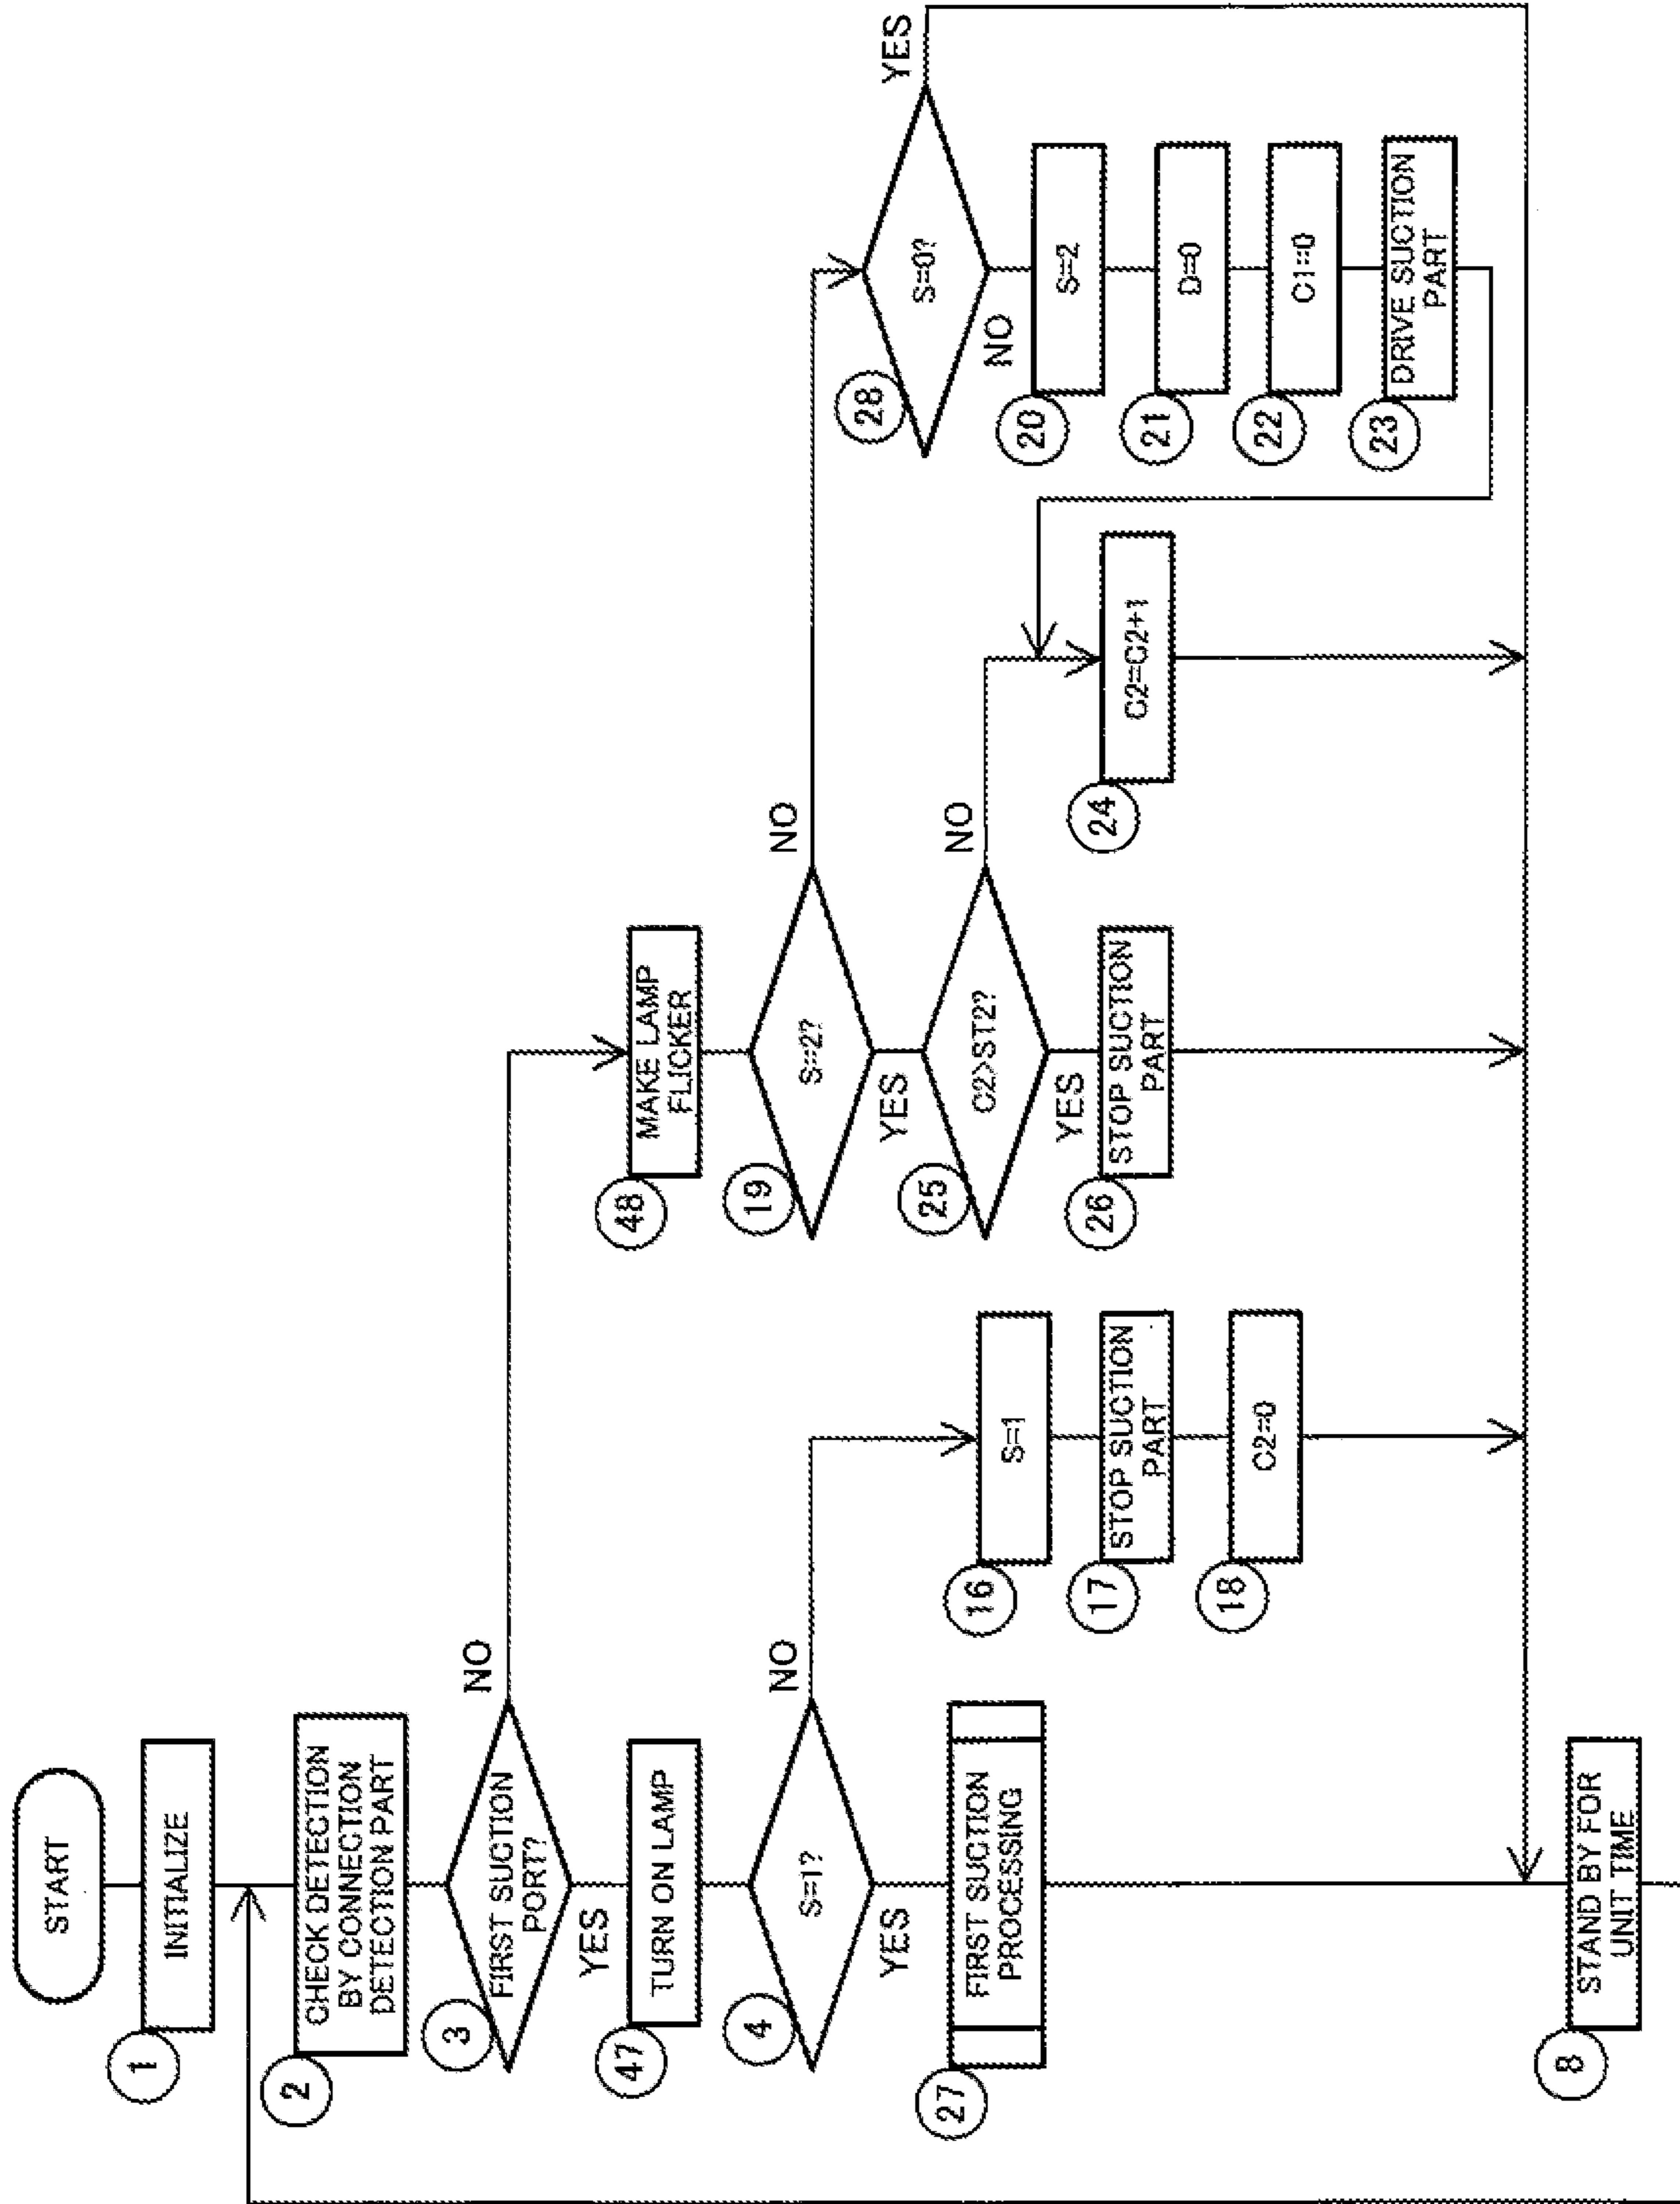 START
1
INITIALIZE
2
CHECK DETECTION
BY CONNECTION
DETECTION PART
3
FIRST SUCTION
PORT?
NO
YES
47
TURN ON LAMP
4
S=1?
NO
YES
27
FIRST SUCTION
PROCESSING
16
S=1
17
STOP SUCTION
PART
18
C2=0
48
MAKE LAMP
FLICKER
19
S=2?
NO
YES
25
C2>ST2?
NO
YES
26
STOP SUCTION
PART
24
C2=C2+1
28
S=0?
YES
NO
20
S=2
21
D=0
22
C1=0
23
DRIVE SUCTION
PART
8
STAND BY FOR
UNIT TIME